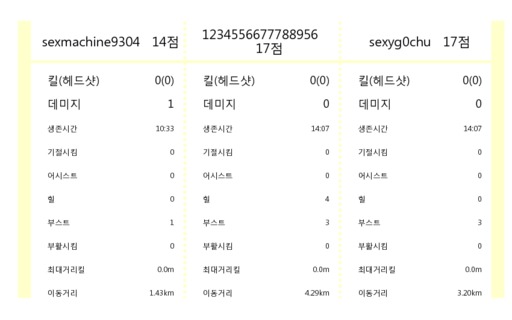 sexmachine9304 14점
1234556677788956
17점
sexyg0chu 17점
킬(헤드샷) 0(0) 킬(헤드샷) 0(0) 킬(헤드샷) 0(0)
데미지 1 데미지 0 데미지 0
생존시간 10:33 생존시간 14:07 생존시간 14:07
기절시킴 0 기절시킴 0 기절시킴 0
어시스트 0 어시스트 0 어시스트 0
힐 0 힐 4 힐 0
부스트 1 부스트 3 부스트 3
부활시킴 0 부활시킴 0 부활시킴 0
최대거리킬 0.0m 최대거리킬 0.0m 최대거리킬 0.0m
이동거리 1.43km 이동거리 4.29km 이동거리 3.20km